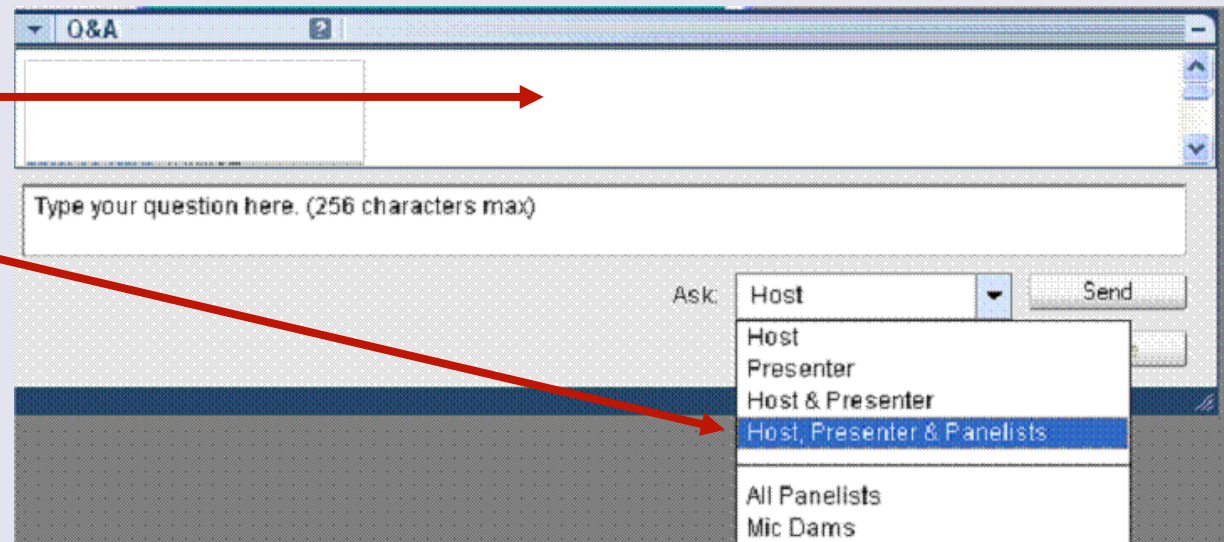 Q&A ?
Type your question here. (256 characters max)
Ask: Host Send
Host
Presenter
Host & Presenter
Host, Presenter & Panelists
All Panelists
Mic Dams